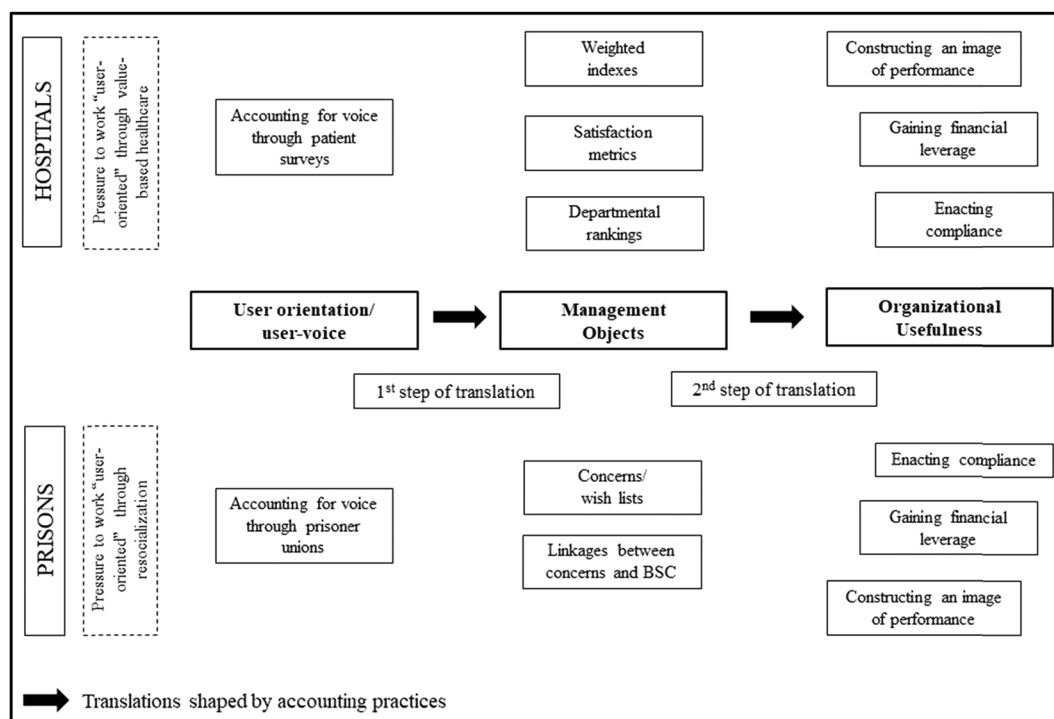 HOSPITALS
Pressure to work “user-
oriented” through value-
based healthcare
Accounting for voice
through patient
surveys
Weighted
indexes
Satisfaction
metrics
Departmental
rankings
Constructing an image
of performance
Gaining financial
leverage
Enacting
compliance
User orientation/
user-voice
Management
Objects
Organizational
Usefulness
1st step of translation
2nd step of translation
PRISONS
Pressure to work “user-
oriented” through
resocialization
Accounting for voice
through prisoner
unions
Concerns/
wish lists
Linkages between
concerns and BSC
Enacting compliance
Gaining financial
leverage
Constructing an image
of performance
Translations shaped by accounting practices